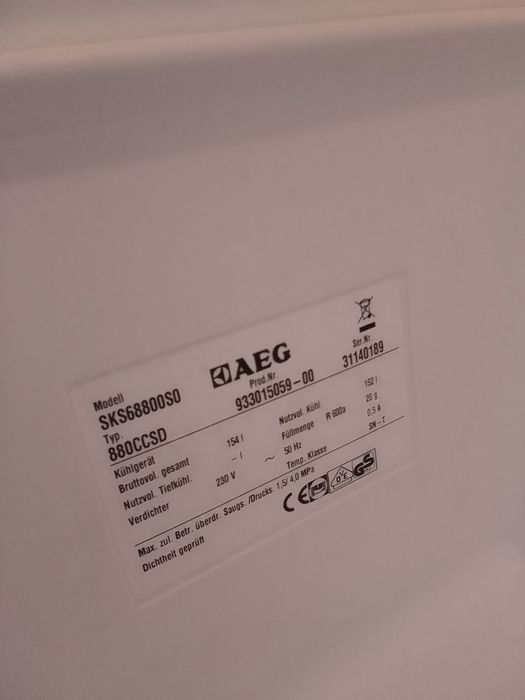 AEG
Modell
SKS68800S0
Prod.Nr.
933015059-00
Ser.Nr.
31140189
Typ.
880CCSD
Kühlgerät
Bruttovol. gesamt 154 l Nutzvol. Kühl. 152 l
Nutzvol. Tiefkühl. - l Füllmenge R 600a 20 g
Verdichter 230 V ~ 50 Hz 0,5 A
Temp. Klasse SN-T
Max. zul. Betr. überdr. Saugs. /Drucks. 1,5/ 4,0 MPa
Dichtheit geprüft
CE
VDE
GS